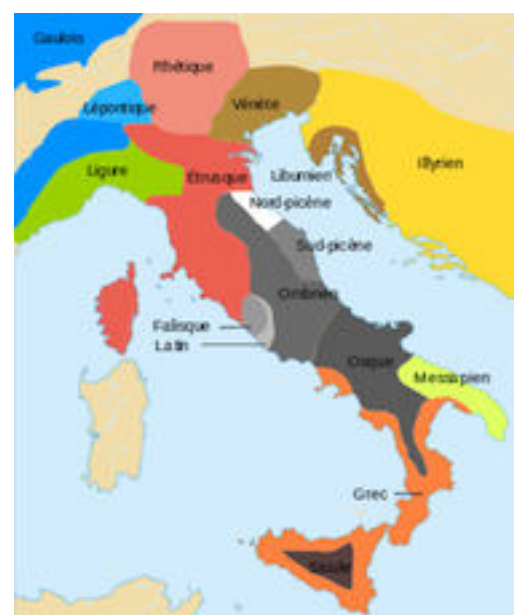 Gaulois
Rhétique
Lépontique
Vénète
Illyrien
Ligure
Étrusque
Liburnien
Nord-picène
Sud-picène
Ombrien
Falisque
Latin
Osque
Messapien
Grec
Sicule